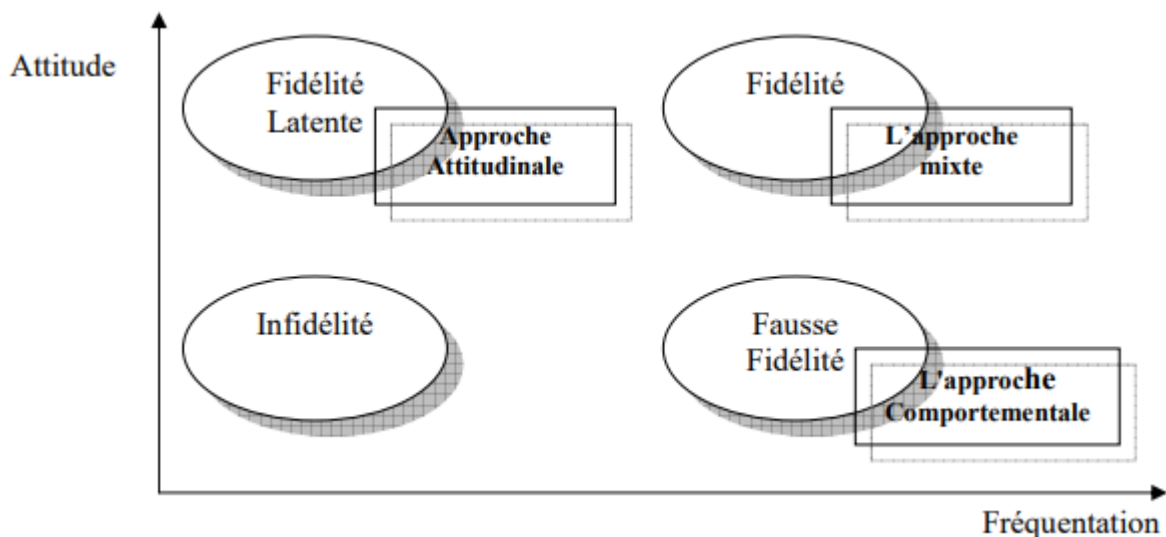 Attitude
Fidélité
Latente
Approche
Attitudinale
Fidélité
L'approche
mixte
Infidélité
Fausse
Fidélité
L'approche
Comportementale
Fréquentation